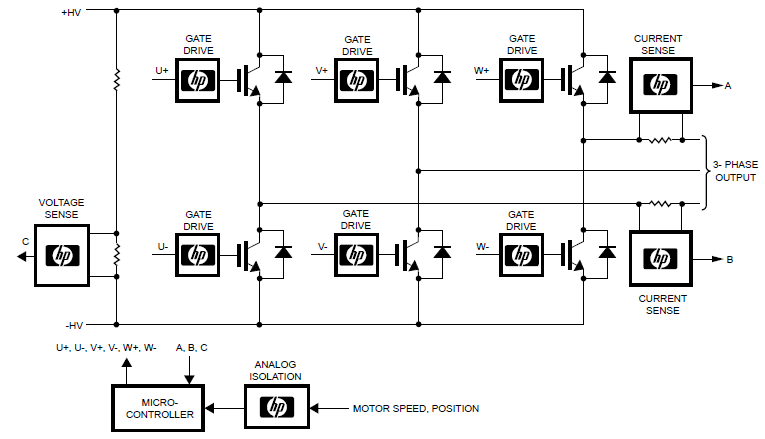 +HV
GATE
DRIVE
U+
hp
GATE
DRIVE
V+
hp
GATE
DRIVE
W+
hp
CURRENT
SENSE
hp
A
3- PHASE
OUTPUT
VOLTAGE
SENSE
C
hp
GATE
DRIVE
U-
hp
GATE
DRIVE
V-
hp
GATE
DRIVE
W-
hp
hp
B
CURRENT
SENSE
-HV
U+, U-, V+, V-, W+, W-
A, B, C
MICRO-
CONTROLLER
ANALOG
ISOLATION
hp
MOTOR SPEED, POSITION